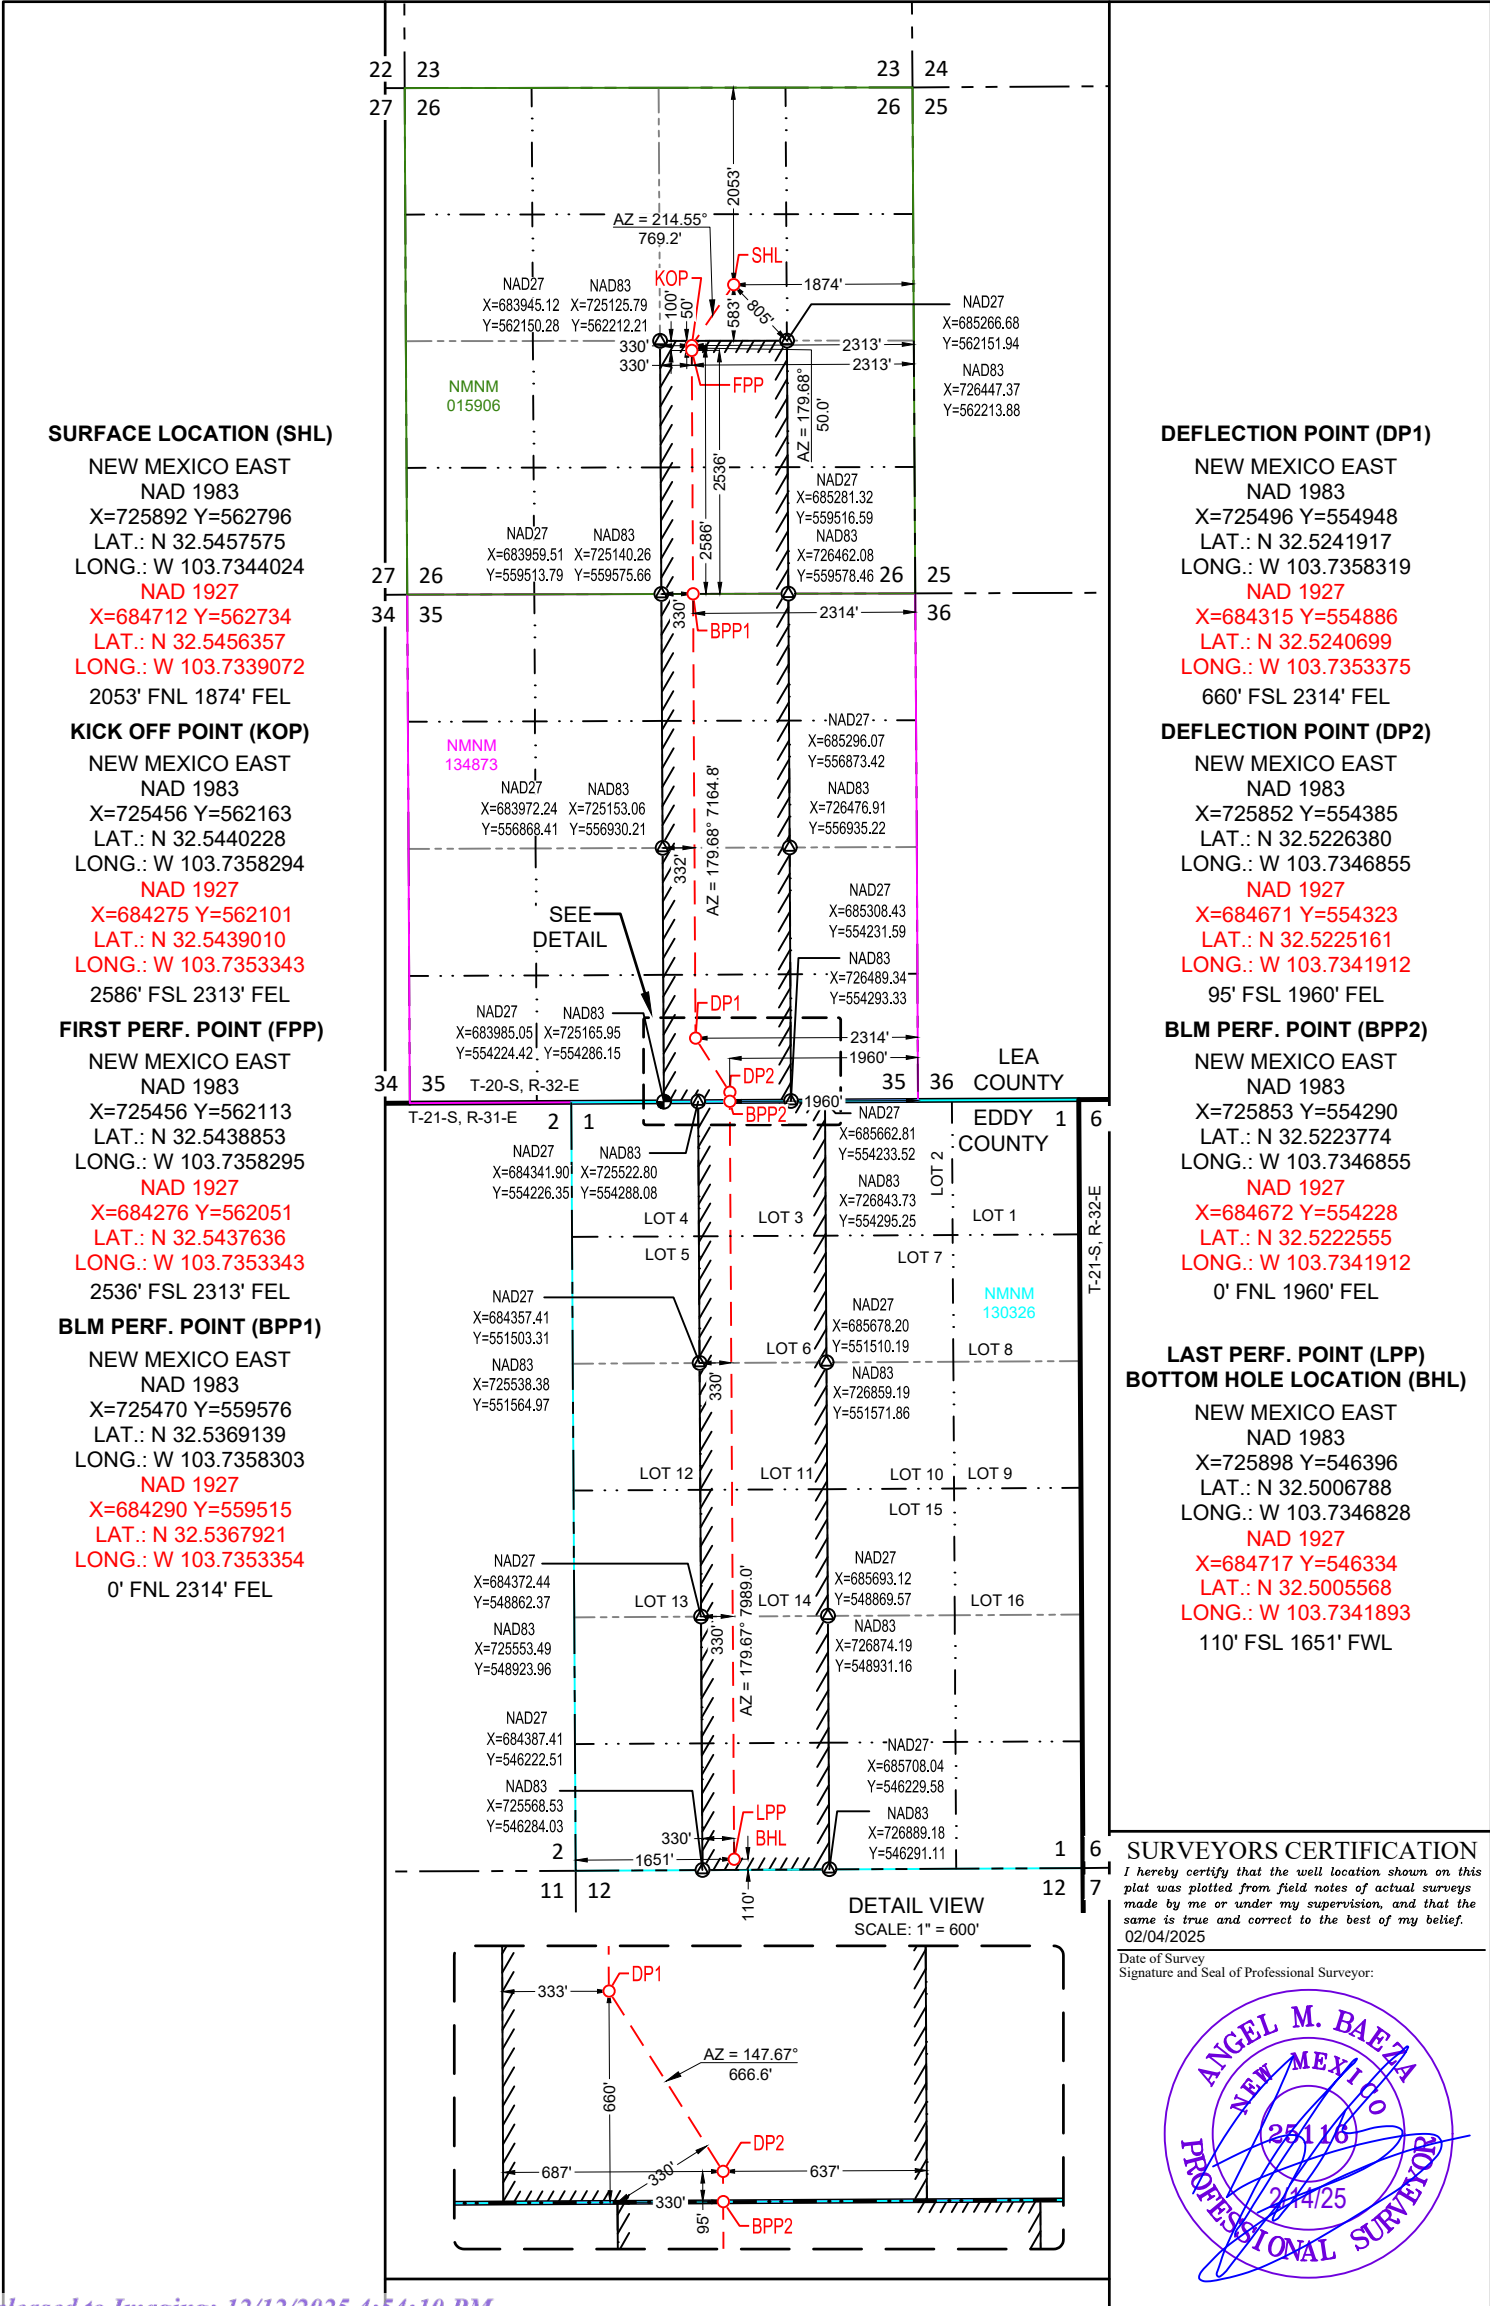 SURFACE LOCATION (SHL)
NEW MEXICO EAST
NAD 1983
X=725892 Y=562796
LAT.: N 32.5457575
LONG.: W 103.7344024
NAD 1927
X=684712 Y=562734
LAT.: N 32.5456357
LONG.: W 103.7339072
2053' FNL 1874' FEL
KICK OFF POINT (KOP)
NEW MEXICO EAST
NAD 1983
X=725456 Y=562163
LAT.: N 32.5440228
LONG.: W 103.7358294
NAD 1927
X=684275 Y=562101
LAT.: N 32.5439010
LONG.: W 103.7353343
2586' FSL 2313' FEL
FIRST PERF. POINT (FPP)
NEW MEXICO EAST
NAD 1983
X=725456 Y=562113
LAT.: N 32.5438853
LONG.: W 103.7358295
NAD 1927
X=684276 Y=562051
LAT.: N 32.5437636
LONG.: W 103.7353343
2536' FSL 2313' FEL
BLM PERF. POINT (BPP1)
NEW MEXICO EAST
NAD 1983
X=725470 Y=559576
LAT.: N 32.5369139
LONG.: W 103.7358303
NAD 1927
X=684290 Y=559515
LAT.: N 32.5367921
LONG.: W 103.7353354
0' FNL 2314' FEL
22 23
23 24
27 26
26 25
2053'
AZ = 214.55°
769.2'
SHL
KOP
1874'
NAD27
X=683945.12
Y=562150.28
NAD83
X=725125.79
Y=562212.21
100'
50'
583'
805'
NAD27
X=685266.68
Y=562151.94
NAD83
X=726447.37
Y=562213.88
330'
2313'
330'
2313'
FPP
NMNM
015906
AZ = 179.68°
50.0'
2536'
2586'
NAD27
X=685281.32
Y=559516.59
NAD83
X=726462.08
Y=559578.46
NAD27
X=683959.51
Y=559513.79
NAD83
X=725140.26
Y=559575.66
27 26
26 25
34 35
36
330'
2314'
BPP1
NMNM
134873
NAD27
X=685296.07
Y=556873.42
NAD83
X=726476.91
Y=556935.22
NAD27
X=683972.24
Y=556868.41
NAD83
X=725153.06
Y=556930.21
332'
AZ = 179.68° 7164.8'
SEE
DETAIL
NAD27
X=685308.43
Y=554231.59
NAD83
X=726489.34
Y=554293.33
DP1
NAD27
X=683985.05
Y=554224.42
NAD83
X=725165.95
Y=554286.15
2314'
1960'
DP2
LEA
COUNTY
34 35
T-20-S, R-32-E
35 36
1960'
BPP2
T-21-S, R-31-E
2 1
EDDY
COUNTY
1 6
NAD27
X=685662.81
Y=554233.52
NAD83
X=726843.73
Y=554295.25
NAD27
X=684341.90
Y=554226.35
NAD83
X=725522.80
Y=554288.08
LOT 2
T-21-S, R-32-E
LOT 4
LOT 3
LOT 1
LOT 5
LOT 7
NMNM
130326
NAD27
X=684357.41
Y=551503.31
NAD83
X=725538.38
Y=551564.97
NAD27
X=685678.20
Y=551510.19
NAD83
X=726859.19
Y=551571.86
LOT 6
LOT 8
330'
LOT 12
LOT 11
LOT 10
LOT 9
LOT 15
NAD27
X=684372.44
Y=548862.37
NAD83
X=725553.49
Y=548923.96
NAD27
X=685693.12
Y=548869.57
NAD83
X=726874.19
Y=548931.16
LOT 13
LOT 14
LOT 16
330'
AZ = 179.67° 7989.0'
NAD27
X=684387.41
Y=546222.51
NAD83
X=725568.53
Y=546284.03
NAD27
X=685708.04
Y=546229.58
NAD83
X=726889.18
Y=546291.11
LPP
BHL
330'
1651'
2
1 6
11 12
12 7
110'
DETAIL VIEW
SCALE: 1" = 600'
DP1
333'
AZ = 147.67°
666.6'
660'
DP2
687'
330'
637'
330'
95'
BPP2
DEFLECTION POINT (DP1)
NEW MEXICO EAST
NAD 1983
X=725496 Y=554948
LAT.: N 32.5241917
LONG.: W 103.7358319
NAD 1927
X=684315 Y=554886
LAT.: N 32.5240699
LONG.: W 103.7353375
660' FSL 2314' FEL
DEFLECTION POINT (DP2)
NEW MEXICO EAST
NAD 1983
X=725852 Y=554385
LAT.: N 32.5226380
LONG.: W 103.7346855
NAD 1927
X=684671 Y=554323
LAT.: N 32.5225161
LONG.: W 103.7341912
95' FSL 1960' FEL
BLM PERF. POINT (BPP2)
NEW MEXICO EAST
NAD 1983
X=725853 Y=554290
LAT.: N 32.5223774
LONG.: W 103.7346855
NAD 1927
X=684672 Y=554228
LAT.: N 32.5222555
LONG.: W 103.7341912
0' FNL 1960' FEL
LAST PERF. POINT (LPP)
BOTTOM HOLE LOCATION (BHL)
NEW MEXICO EAST
NAD 1983
X=725898 Y=546396
LAT.: N 32.5006788
LONG.: W 103.7346828
NAD 1927
X=684717 Y=546334
LAT.: N 32.5005568
LONG.: W 103.7341893
110' FSL 1651' FWL
SURVEYORS CERTIFICATION
I hereby certify that the well location shown on this
plat was plotted from field notes of actual surveys
made by me or under my supervision, and that the
same is true and correct to the best of my belief.
02/04/2025
Date of Survey
Signature and Seal of Professional Surveyor:
ANGEL M. BAEZA
NEW MEXICO
25116
2/14/25
PROFESSIONAL SURVEYOR
to Imaging: 12/12/2025 4:54:10 PM